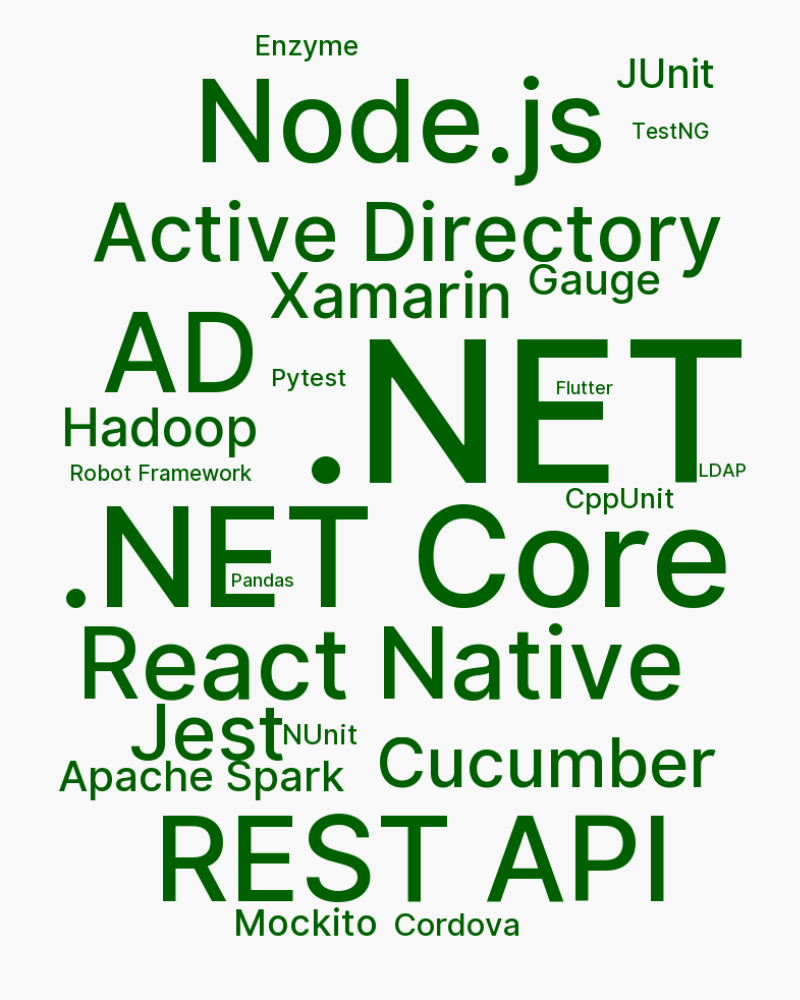 Enzyme
JUnit
Node.js
TestNG
Active Directory
Gauge
Xamarin
AD
Pytest
.NET
Flutter
Hadoop
Robot Framework
LDAP
CppUnit
.NET Core
Pandas
React Native
Jest
NUnit
Cucumber
Apache Spark
REST API
Mockito
Cordova